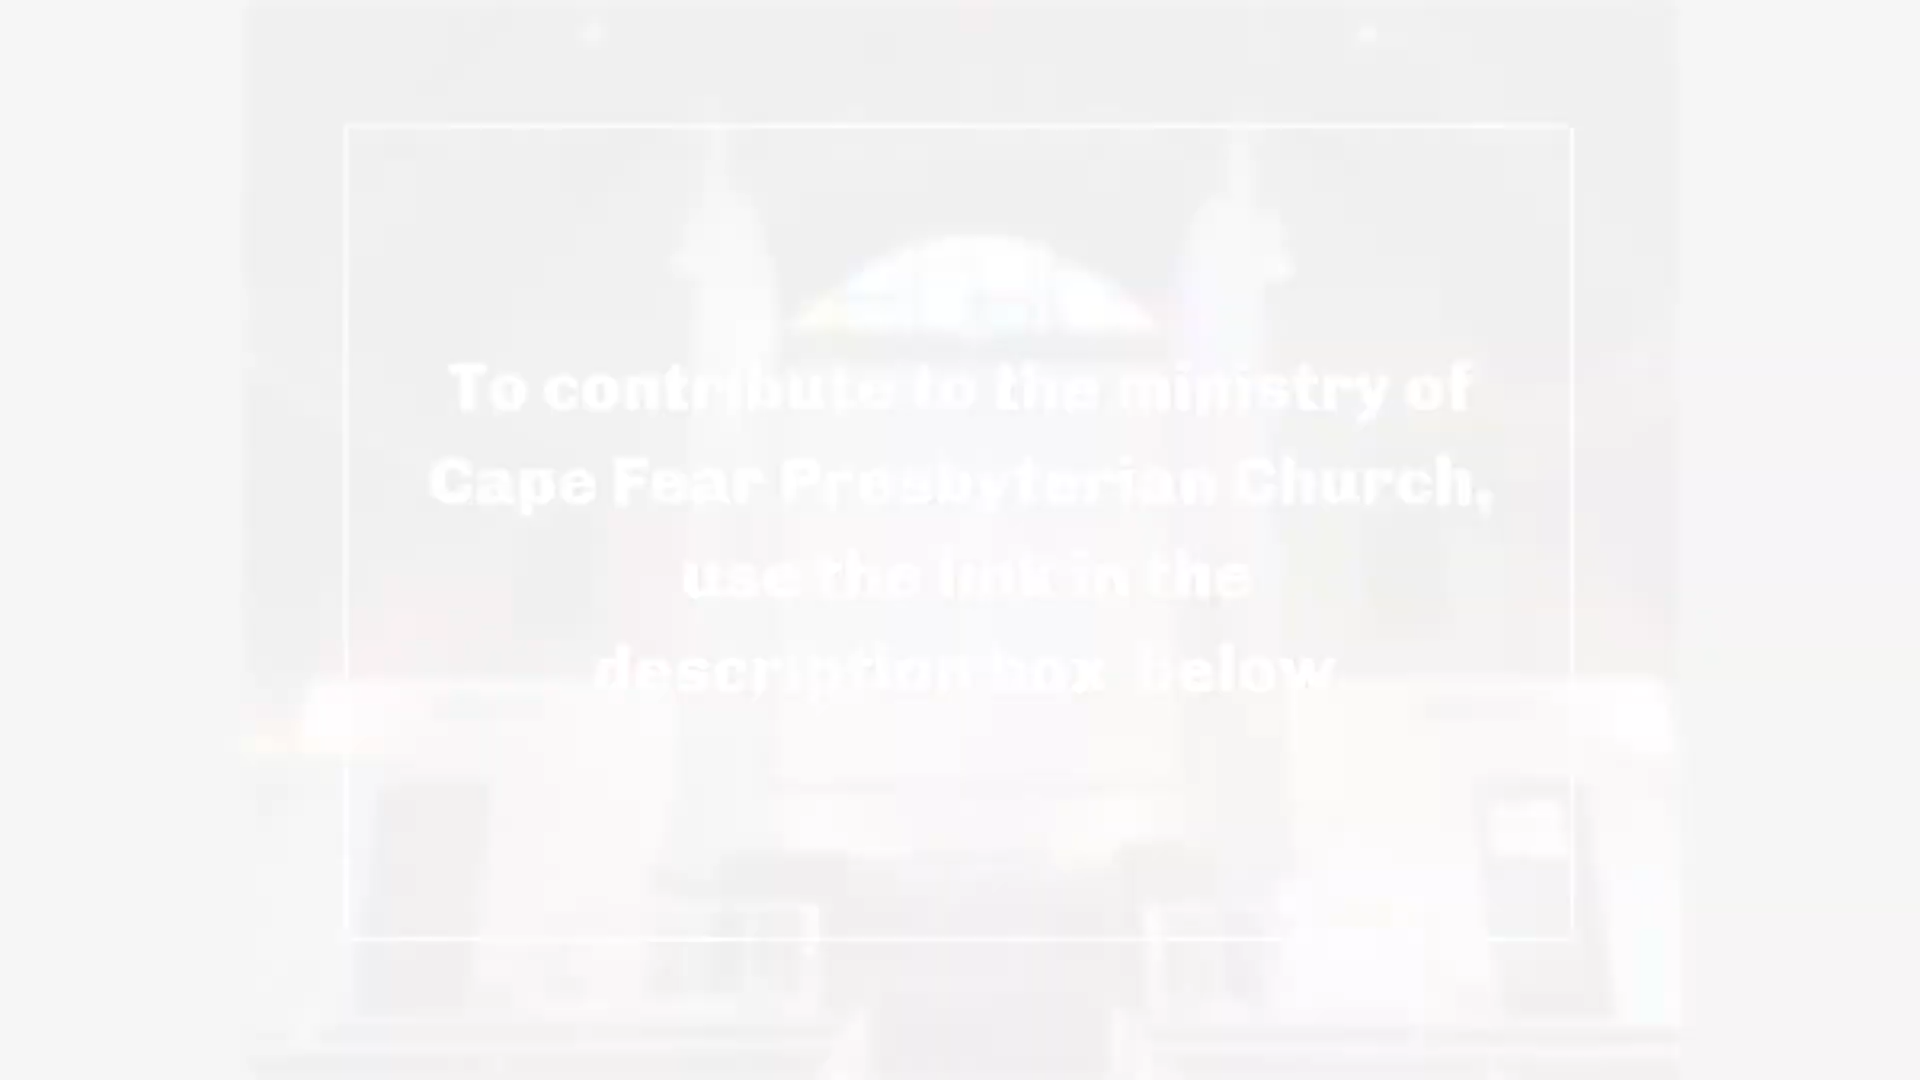 To contribute to the ministry of
Cape Fear Presbyterian Church,
use the link in the
description box below